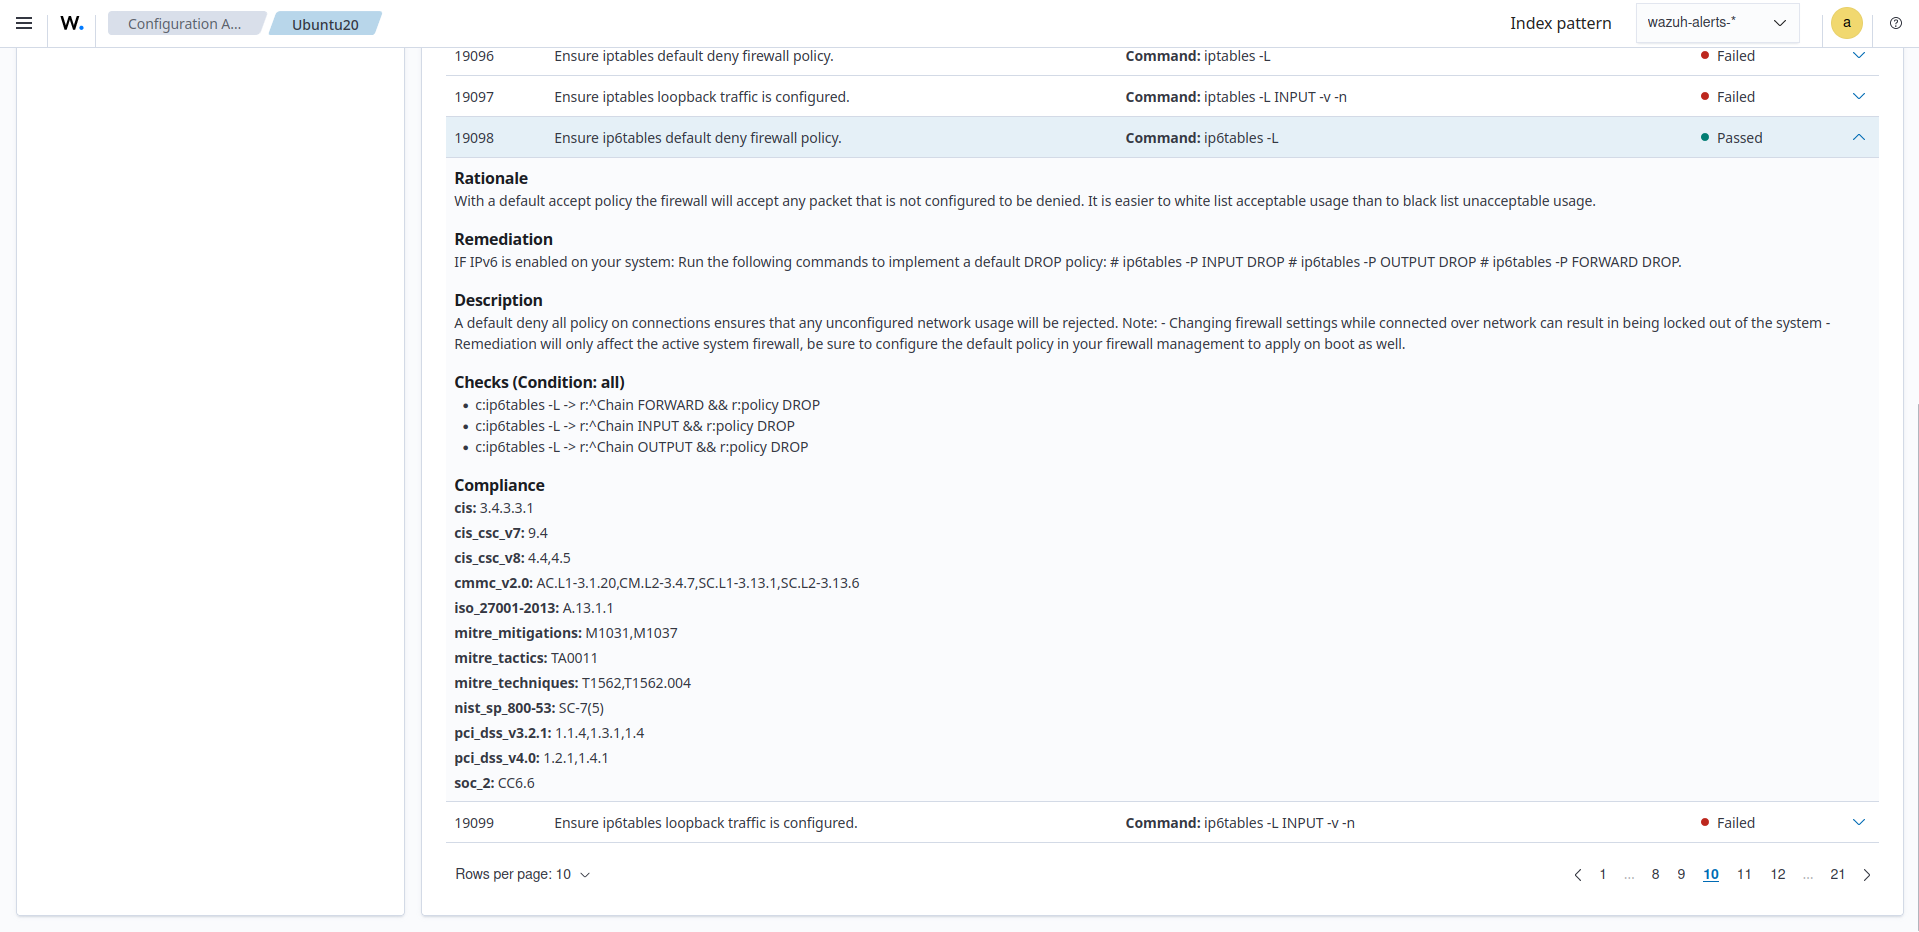 W. Configuration A... Ubuntu20 Index pattern wazuh-alerts-* a
19096 Ensure iptables default deny firewall policy. Command: iptables -L Failed
19097 Ensure iptables loopback traffic is configured. Command: iptables -L INPUT -v -n Failed
19098 Ensure ip6tables default deny firewall policy. Command: ip6tables -L Passed
Rationale
With a default accept policy the firewall will accept any packet that is not configured to be denied. It is easier to white list acceptable usage than to black list unacceptable usage.
Remediation
IF IPv6 is enabled on your system: Run the following commands to implement a default DROP policy: # ip6tables -P INPUT DROP # ip6tables -P OUTPUT DROP # ip6tables -P FORWARD DROP.
Description
A default deny all policy on connections ensures that any unconfigured network usage will be rejected. Note: - Changing firewall settings while connected over network can result in being locked out of the system -
Remediation will only affect the active system firewall, be sure to configure the default policy in your firewall management to apply on boot as well.
Checks (Condition: all)
• c:ip6tables -L -> r:^Chain FORWARD && r:policy DROP
• c:ip6tables -L -> r:^Chain INPUT && r:policy DROP
• c:ip6tables -L -> r:^Chain OUTPUT && r:policy DROP
Compliance
cis: 3.4.3.3.1
cis_csc_v7: 9.4
cis_csc_v8: 4.4,4.5
cmmc_v2.0: AC.L1-3.1.20,CM.L2-3.4.7,SC.L1-3.13.1,SC.L2-3.13.6
iso_27001-2013: A.13.1.1
mitre_mitigations: M1031,M1037
mitre_tactics: TA0011
mitre_techniques: T1562,T1562.004
nist_sp_800-53: SC-7(5)
pci_dss_v3.2.1: 1.1.4,1.3.1,1.4
pci_dss_v4.0: 1.2.1,1.4.1
soc_2: CC6.6
19099 Ensure ip6tables loopback traffic is configured. Command: ip6tables -L INPUT -v -n Failed
Rows per page: 10 1 ... 8 9 10 11 12 ... 21